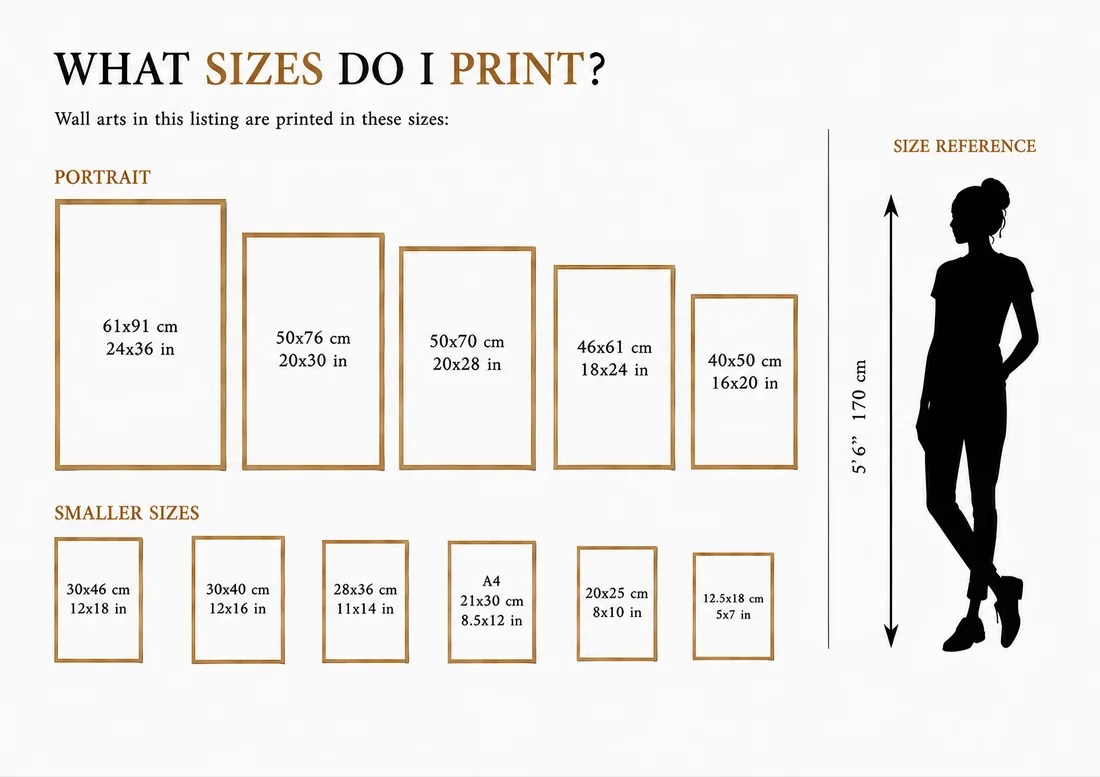 WHAT SIZES DO I PRINT?
Wall arts in this listing are printed in these sizes:
PORTRAIT
61x91 cm
24x36 in
50x76 cm
20x30 in
50x70 cm
20x28 in
46x61 cm
18x24 in
40x50 cm
16x20 in
SMALLER SIZES
30x46 cm
12x18 in
30x40 cm
12x16 in
28x36 cm
11x14 in
A4
21x30 cm
8.5x12 in
20x25 cm
8x10 in
12.5x18 cm
5x7 in
SIZE REFERENCE
5’ 6” 170 cm